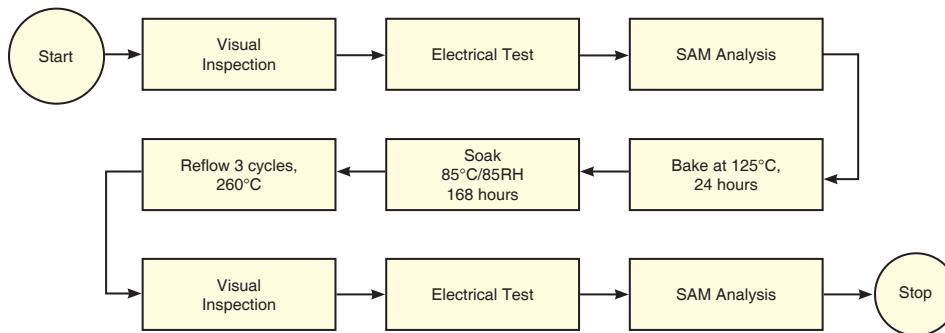 Start
Visual
Inspection
Electrical Test
SAM Analysis
Bake at 125°C,
24 hours
Soak
85°C/85RH
168 hours
Reflow 3 cycles,
260°C
Visual
Inspection
Electrical Test
SAM Analysis
Stop